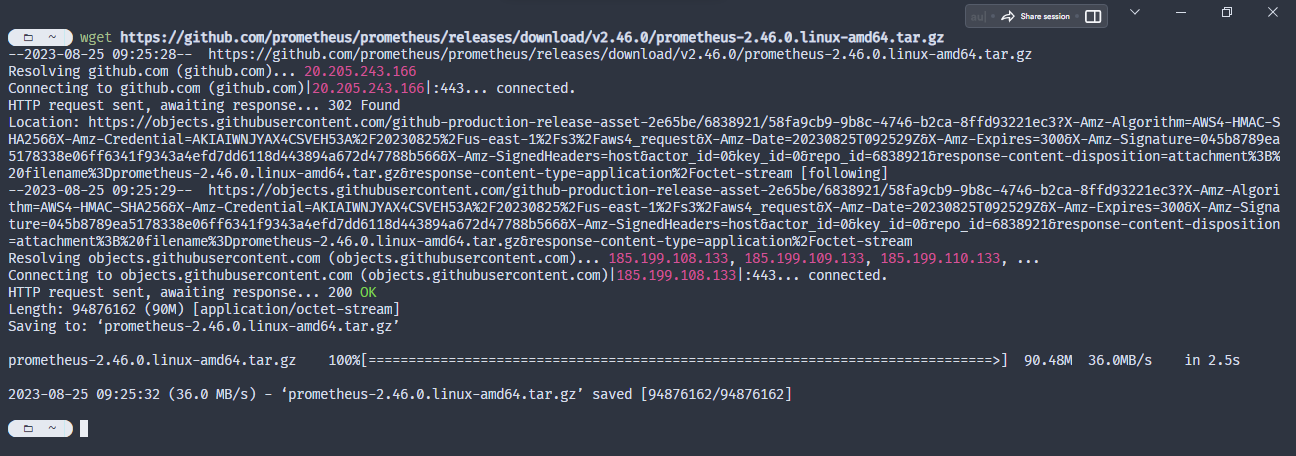 au| • Share session •
~ wget https://github.com/prometheus/prometheus/releases/download/v2.46.0/prometheus-2.46.0.linux-amd64.tar.gz
--2023-08-25 09:25:28--  https://github.com/prometheus/prometheus/releases/download/v2.46.0/prometheus-2.46.0.linux-amd64.tar.gz
Resolving github.com (github.com)... 20.205.243.166
Connecting to github.com (github.com)|20.205.243.166|:443... connected.
HTTP request sent, awaiting response... 302 Found
Location: https://objects.githubusercontent.com/github-production-release-asset-2e65be/6838921/58fa9cb9-9b8c-4746-b2ca-8ffd93221ec3?X-Amz-Algorithm=AWS4-HMAC-S
HA256&X-Amz-Credential=AKIAIWNJYAX4CSVEH53A%2F20230825%2Fus-east-1%2Fs3%2Faws4_request&X-Amz-Date=20230825T092529Z&X-Amz-Expires=300&X-Amz-Signature=045b8789ea
5178338e06ff6341f9343a4efd7dd6118d443894a672d47788b566&X-Amz-SignedHeaders=host&actor_id=0&key_id=0&repo_id=6838921&response-content-disposition=attachment%3B%
20filename%3Dprometheus-2.46.0.linux-amd64.tar.gz&response-content-type=application%2Foctet-stream [following]
--2023-08-25 09:25:29--  https://objects.githubusercontent.com/github-production-release-asset-2e65be/6838921/58fa9cb9-9b8c-4746-b2ca-8ffd93221ec3?X-Amz-Algori
thm=AWS4-HMAC-SHA256&X-Amz-Credential=AKIAIWNJYAX4CSVEH53A%2F20230825%2Fus-east-1%2Fs3%2Faws4_request&X-Amz-Date=20230825T092529Z&X-Amz-Expires=300&X-Amz-Signa
ture=045b8789ea5178338e06ff6341f9343a4efd7dd6118d443894a672d47788b566&X-Amz-SignedHeaders=host&actor_id=0&key_id=0&repo_id=6838921&response-content-disposition
=attachment%3B%20filename%3Dprometheus-2.46.0.linux-amd64.tar.gz&response-content-type=application%2Foctet-stream
Resolving objects.githubusercontent.com (objects.githubusercontent.com)... 185.199.108.133, 185.199.109.133, 185.199.110.133, ...
Connecting to objects.githubusercontent.com (objects.githubusercontent.com)|185.199.108.133|:443... connected.
HTTP request sent, awaiting response... 200 OK
Length: 94876162 (90M) [application/octet-stream]
Saving to: ‘prometheus-2.46.0.linux-amd64.tar.gz’
prometheus-2.46.0.linux-amd64.tar.gz    100%[==============================================================================>]  90.48M  36.0MB/s    in 2.5s
2023-08-25 09:25:32 (36.0 MB/s) - ‘prometheus-2.46.0.linux-amd64.tar.gz’ saved [94876162/94876162]
~